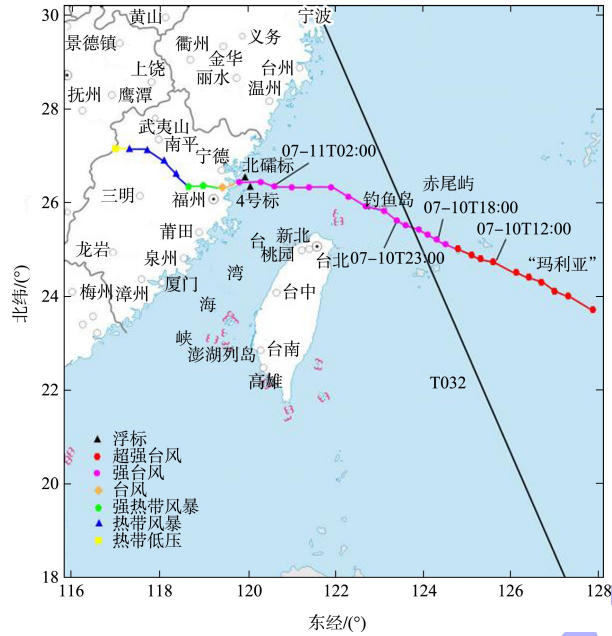 宁波
30
黄山
景德镇
衢州
义务
金华
台州
上饶
丽水
温州
抚州
鹰潭
28
武夷山
南平
宁德
北礵标
07-11T02:00
三明
福州
4号标
钓鱼岛
赤尾屿
26
07-10T18:00
莆田
台
新北
07-10T12:00
龙岩
泉州
桃园
台北
07-10T23:00
“玛利亚”
湾
梅州
漳州
厦门
台中
24
海
峡
澎湖列岛
台南
高雄
T032
22
浮标
超强台风
强台风
台风
20
强热带风暴
热带风暴
热带低压
18
116
118
120
122
124
126
128
东经/(°)
北纬/(°)